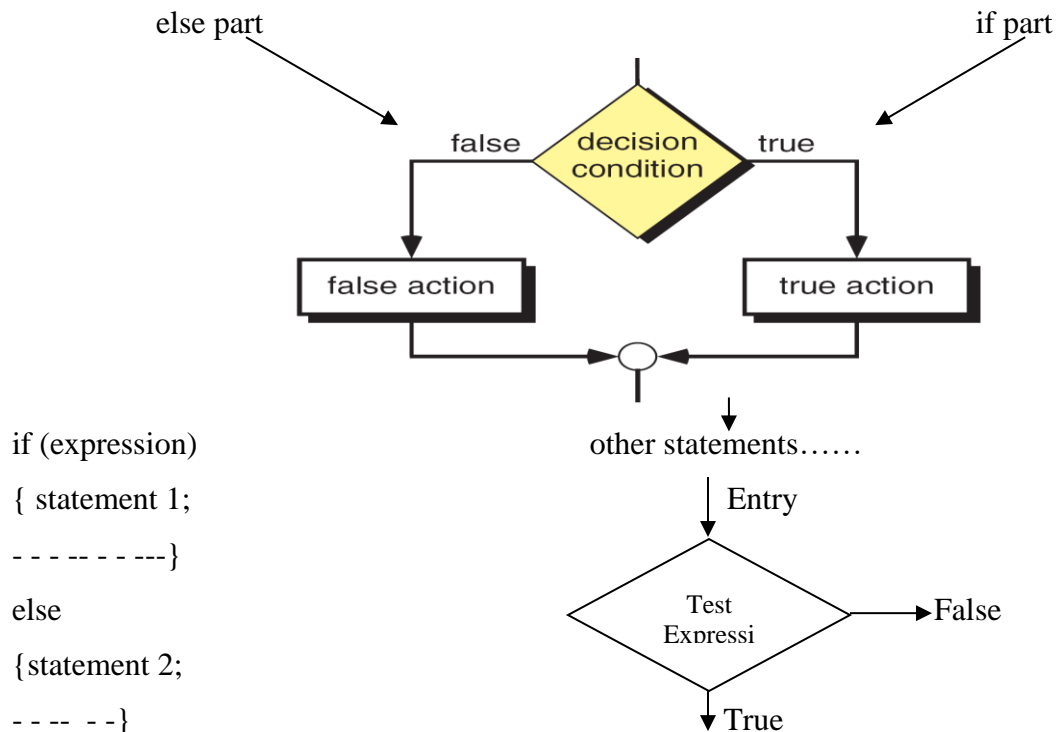 else part
if part
false
decision
condition
true
false action
true action
if (expression)
other statements……
{ statement 1;
Entry
- - - -- - - ---}
else
Test
Expressi
False
{statement 2;
- - -- - -}
True